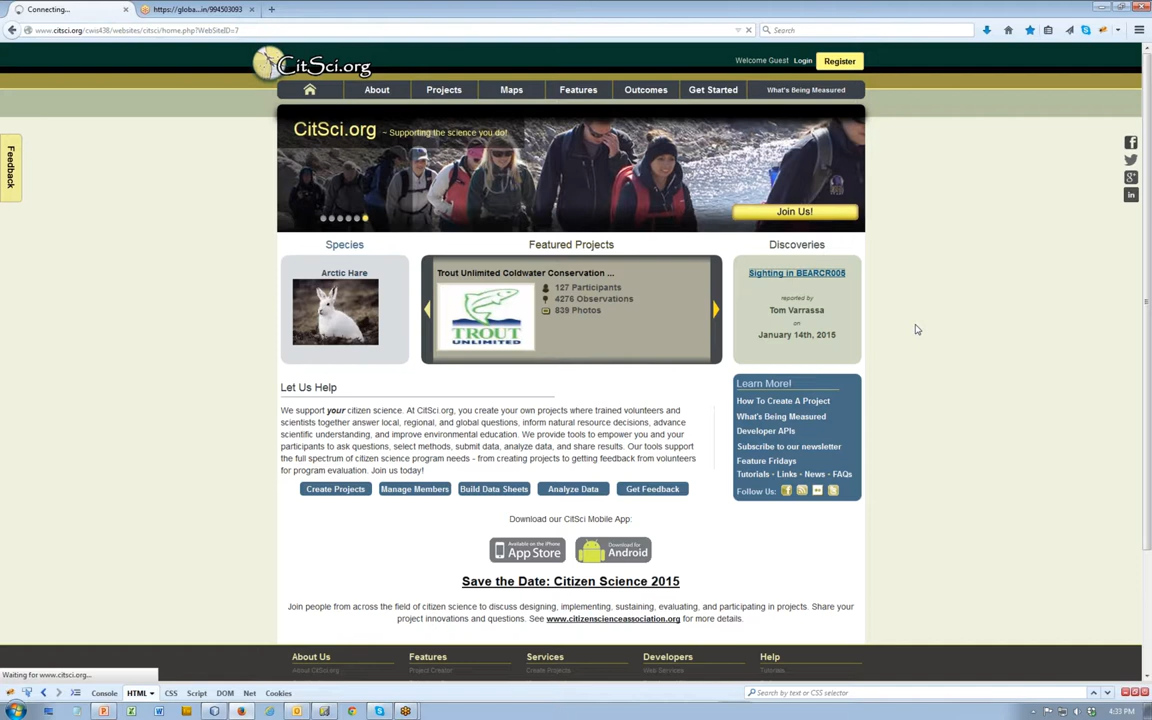 Connecting...
https://globa...in/994503093
www.citsci.org/cwis438/websites/citsci/home.php?WebSiteID=7
Search
CitSci.org
Welcome Guest Login Register
About Projects Maps Features Outcomes Get Started What's Being Measured
Feedback
CitSci.org ~ Supporting the science you do!
Join Us!
Species
Arctic Hare
Featured Projects
Trout Unlimited Coldwater Conservation ...
127 Participants
4276 Observations
839 Photos
TROUT
UNLIMITED
Discoveries
Sighting in BEARCR005
reported by
Tom Varrassa
on
January 14th, 2015
Let Us Help
We support your citizen science. At CitSci.org, you create your own projects where trained volunteers and
scientists together answer local, regional, and global questions, inform natural resource decisions, advance
scientific understanding, and improve environmental education. We provide tools to empower you and your
participants to ask questions, select methods, submit data, analyze data, and share results. Our tools support
the full spectrum of citizen science program needs - from creating projects to getting feedback from volunteers
for program evaluation. Join us today!
Create Projects Manage Members Build Data Sheets Analyze Data Get Feedback
Learn More!
How To Create A Project
What's Being Measured
Developer APIs
Subscribe to our newsletter
Feature Fridays
Tutorials - Links - News - FAQs
Follow Us:
Download our CitSci Mobile App:
Available on the iPhone
App Store
Download for
Android
Save the Date: Citizen Science 2015
Join people from across the field of citizen science to discuss designing, implementing, sustaining, evaluating, and participating in projects. Share your
project innovations and questions. See www.citizenscienceassociation.org for more details.
About Us Features Services Developers Help
About CitSci.org Project Creator Create Projects Web Services Tutorials
Waiting for www.citsci.org...
Console HTML CSS Script DOM Net Cookies
Search by text or CSS selector
4:33 PM